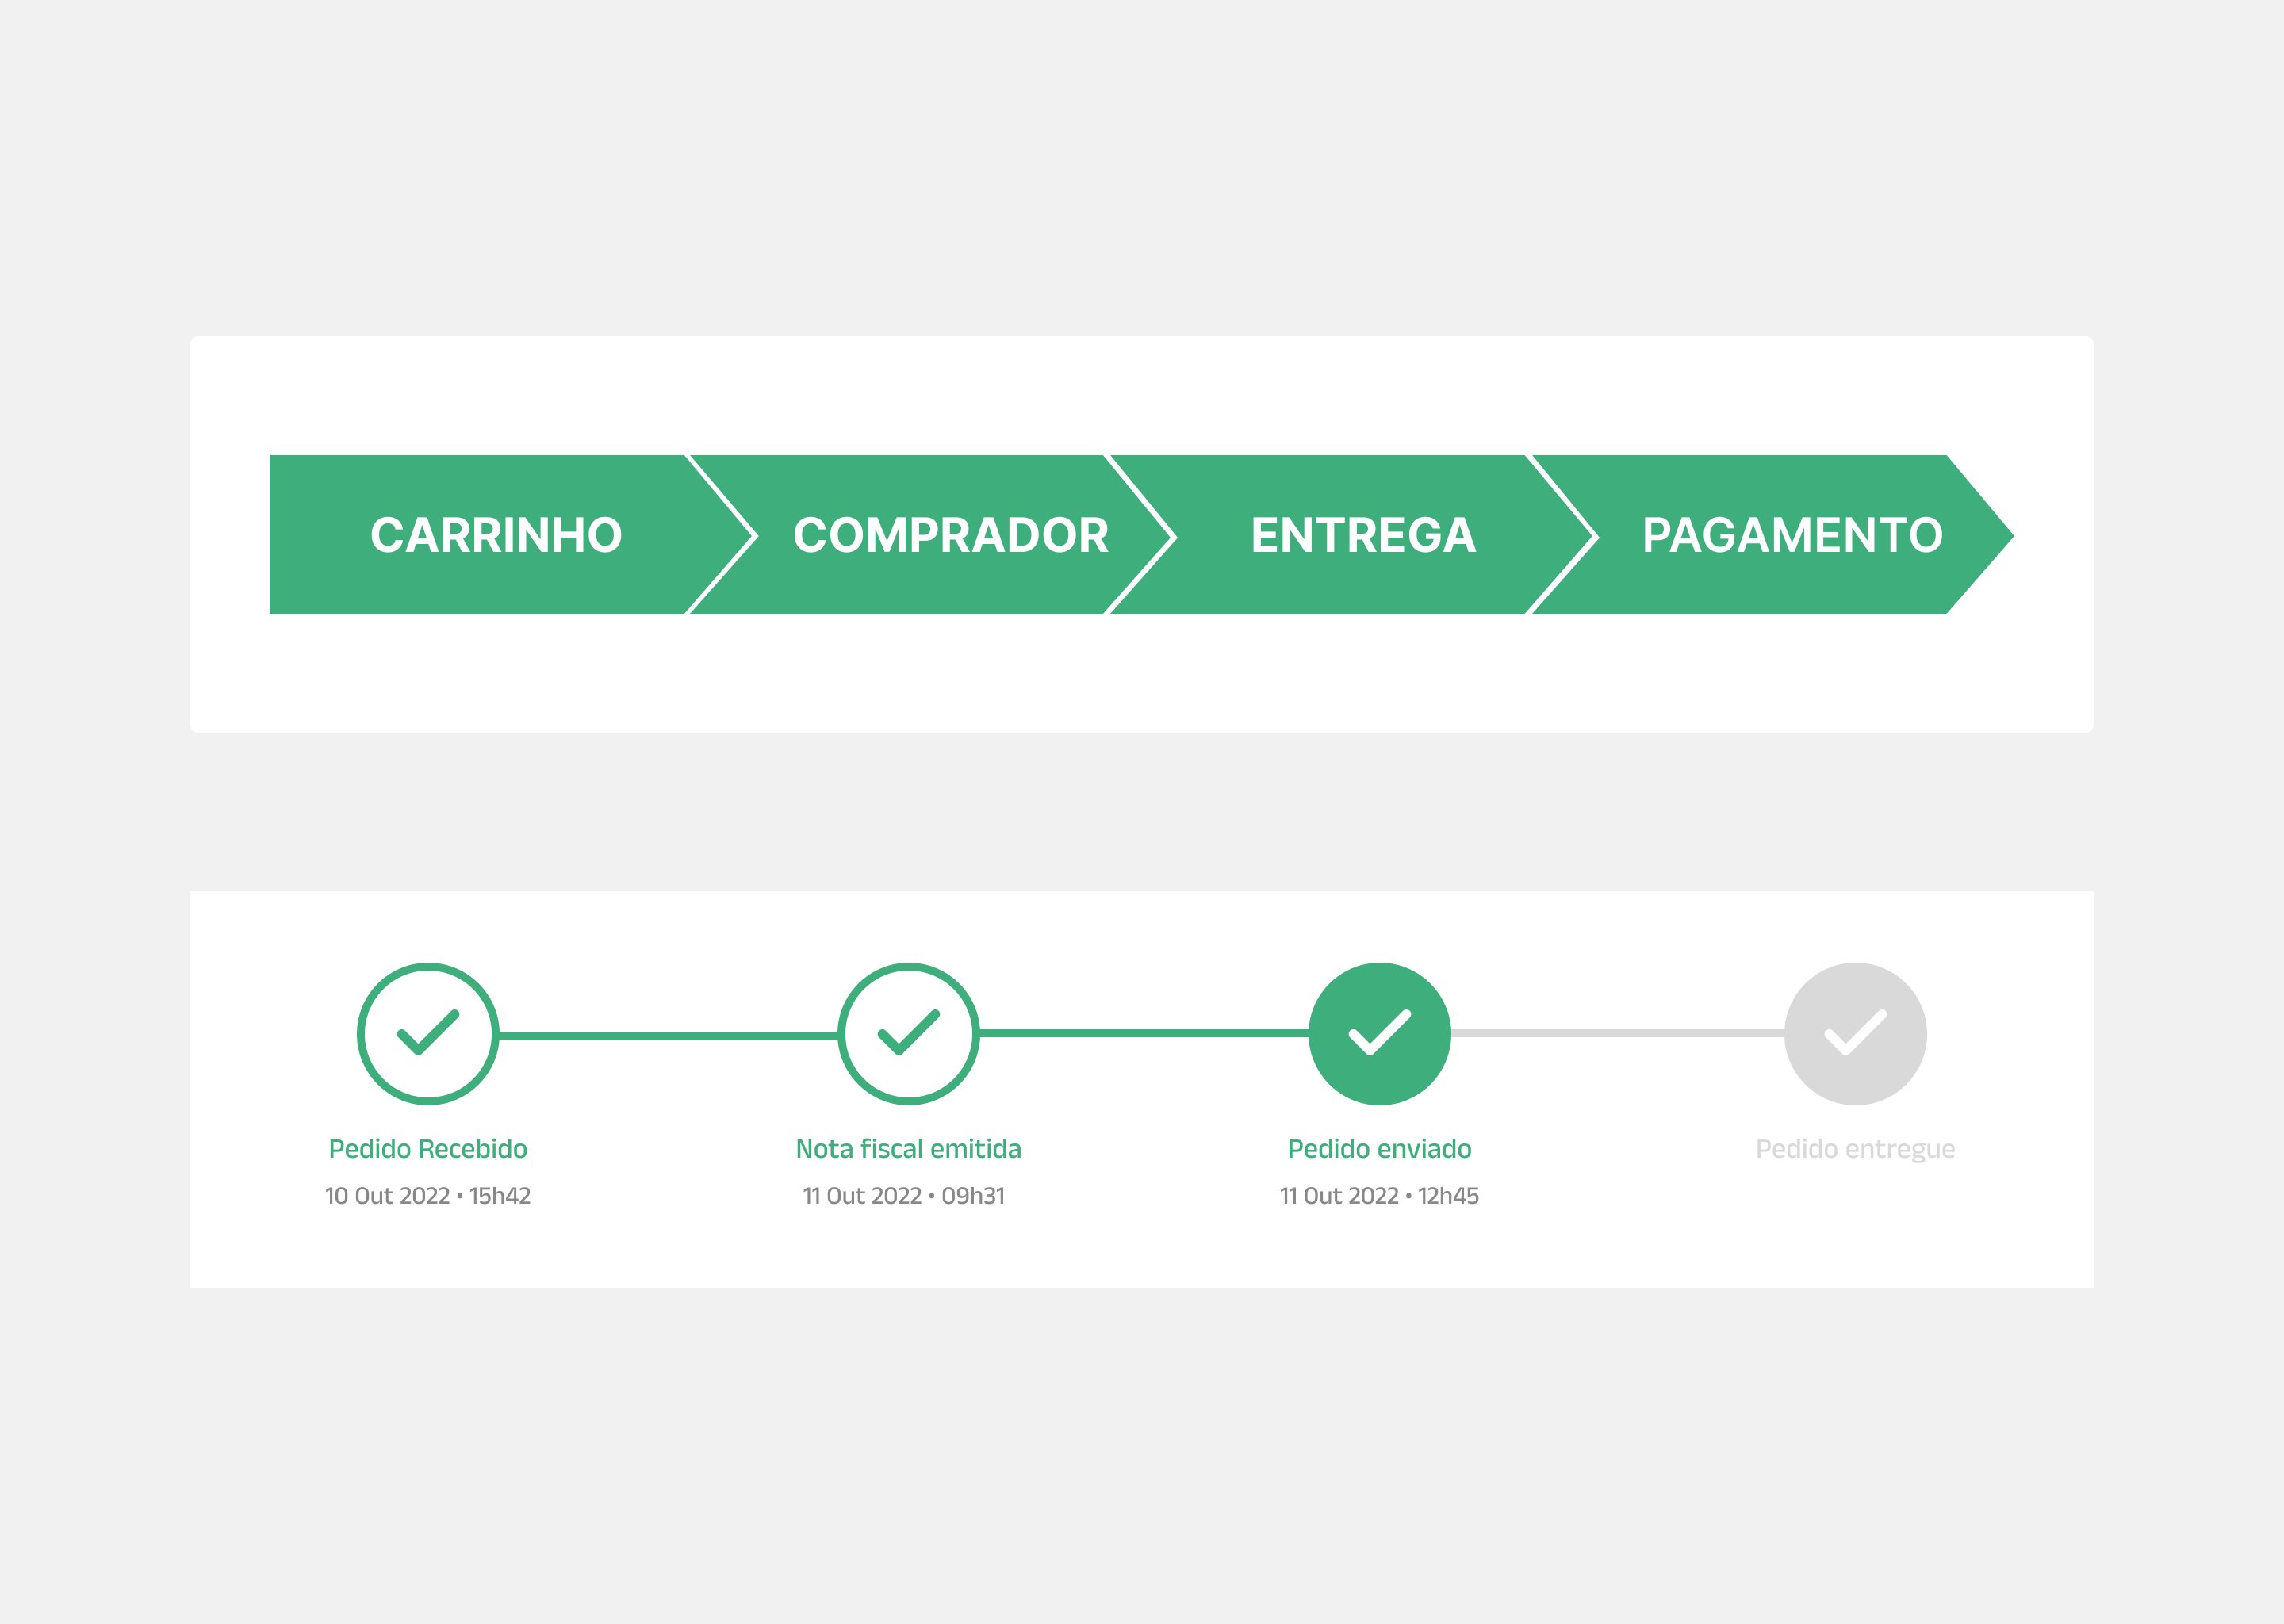 CARRINHO
COMPRADOR
ENTREGA
PAGAMENTO
Pedido Recebido
10 Out 2022 • 15h42
Nota fiscal emitida
11 Out 2022 • 09h31
Pedido enviado
11 Out 2022 • 12h45
Pedido entregue